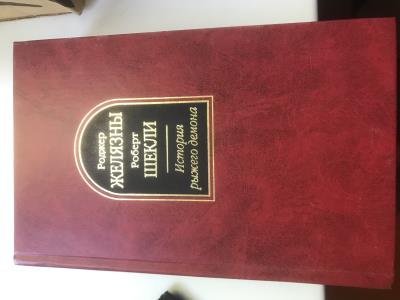 Роджер
ЖЕЛЯЗНЫ
Роберт
ШЕКЛИ
История
рыжего демона